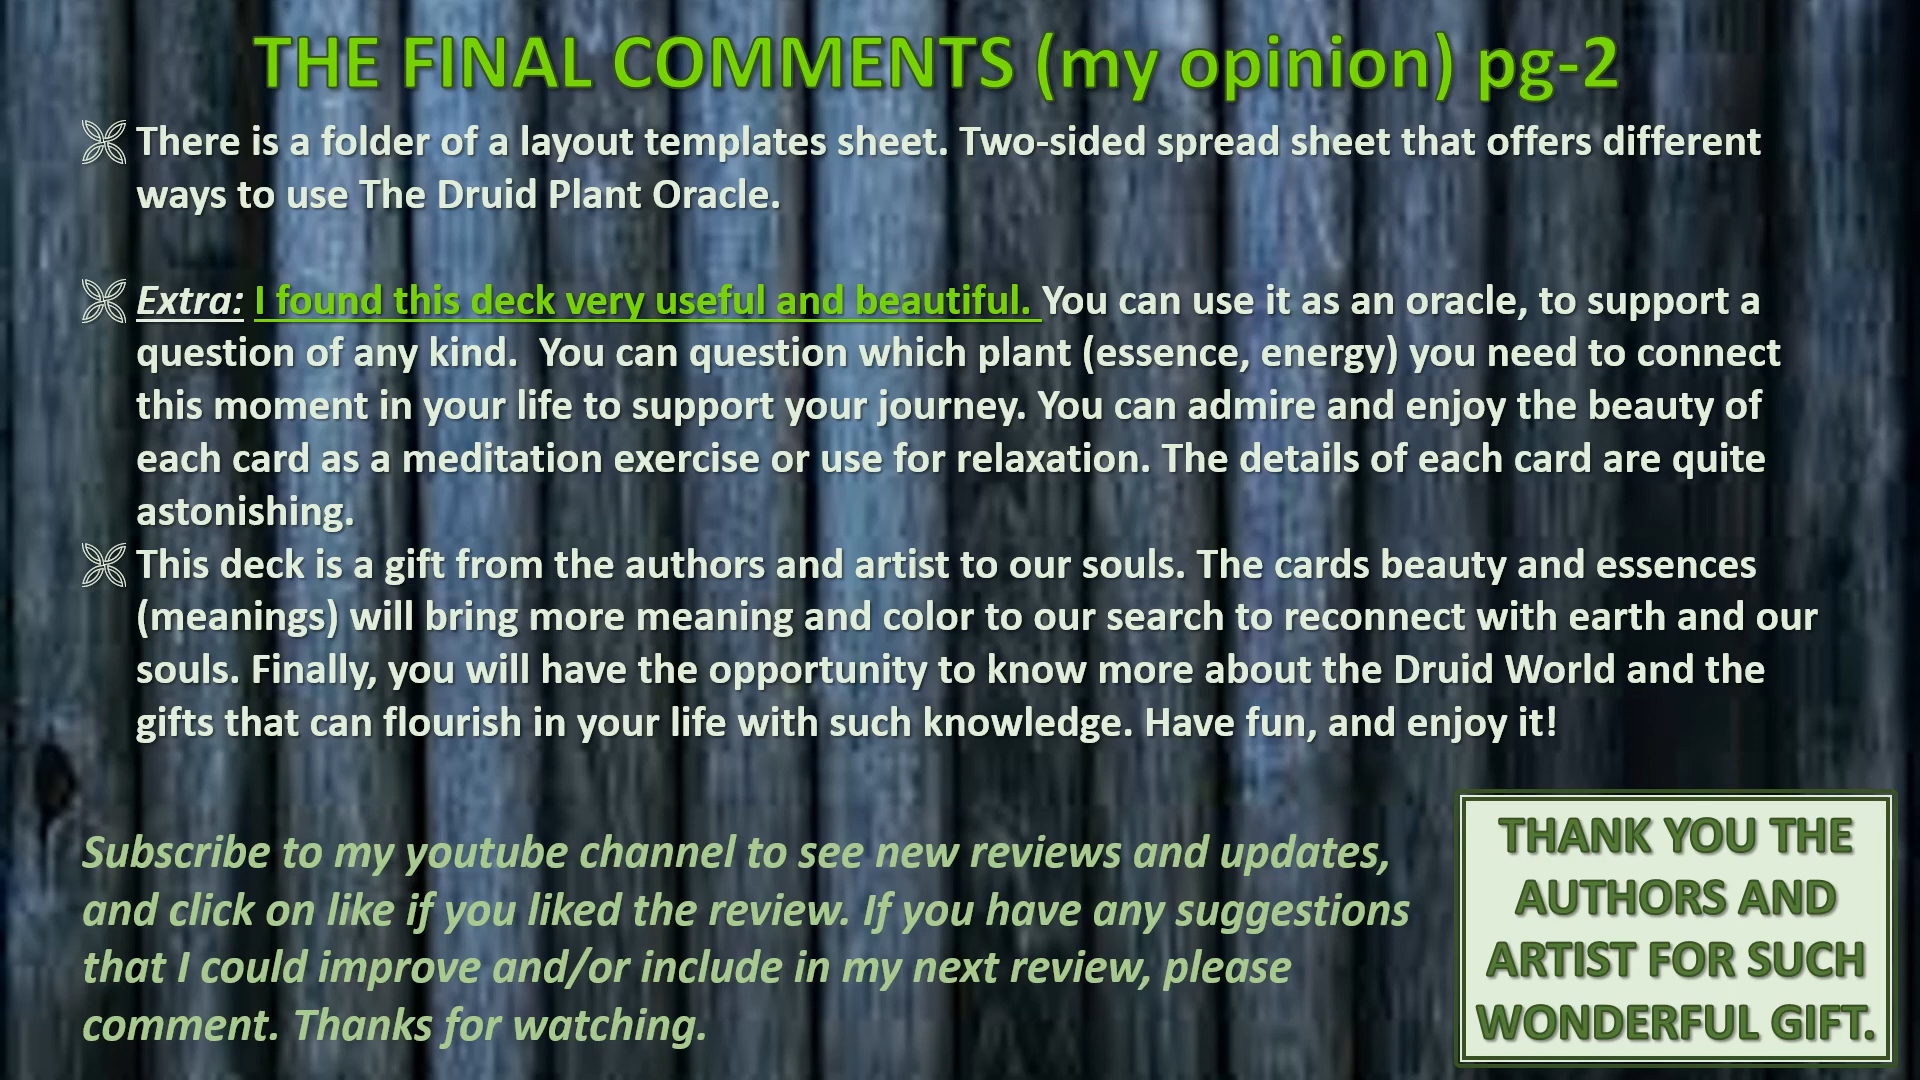 THE FINAL COMMENTS (my opinion) pg-2
There is a folder of a layout templates sheet. Two-sided spread sheet that offers different
ways to use The Druid Plant Oracle.
Extra: I found this deck very useful and beautiful. You can use it as an oracle, to support a
question of any kind.  You can question which plant (essence, energy) you need to connect
this moment in your life to support your journey. You can admire and enjoy the beauty of
each card as a meditation exercise or use for relaxation. The details of each card are quite
astonishing.
This deck is a gift from the authors and artist to our souls. The cards beauty and essences
(meanings) will bring more meaning and color to our search to reconnect with earth and our
souls. Finally, you will have the opportunity to know more about the Druid World and the
gifts that can flourish in your life with such knowledge. Have fun, and enjoy it!
Subscribe to my youtube channel to see new reviews and updates,
and click on like if you liked the review. If you have any suggestions
that I could improve and/or include in my next review, please
comment. Thanks for watching.
THANK YOU THE
AUTHORS AND
ARTIST FOR SUCH
WONDERFUL GIFT.